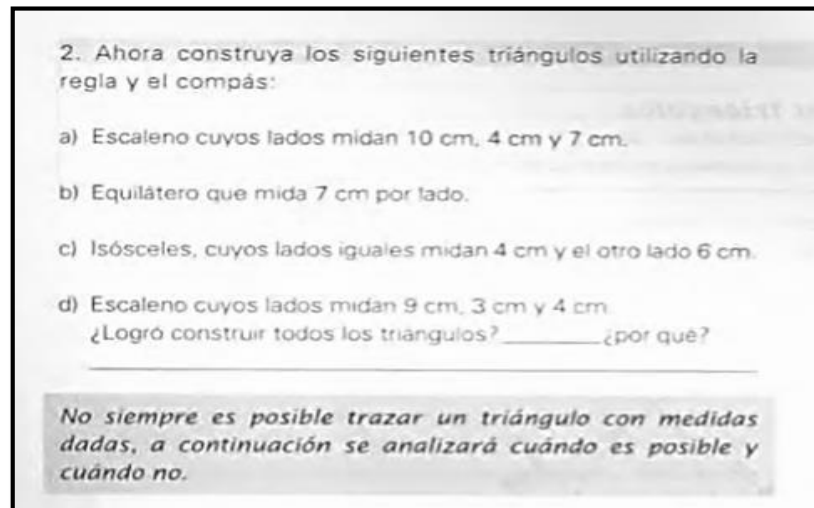 2. Ahora construya los siguientes triángulos utilizando la
regla y el compás:
a) Escaleno cuyos lados midan 10 cm, 4 cm y 7 cm.
b) Equilátero que mida 7 cm por lado.
c) Isósceles, cuyos lados iguales midan 4 cm y el otro lado 6 cm.
d) Escaleno cuyos lados midan 9 cm, 3 cm y 4 cm.
¿Logró construir todos los triángulos?________¿por qué?
No siempre es posible trazar un triángulo con medidas
dadas, a continuación se analizará cuándo es posible y
cuándo no.